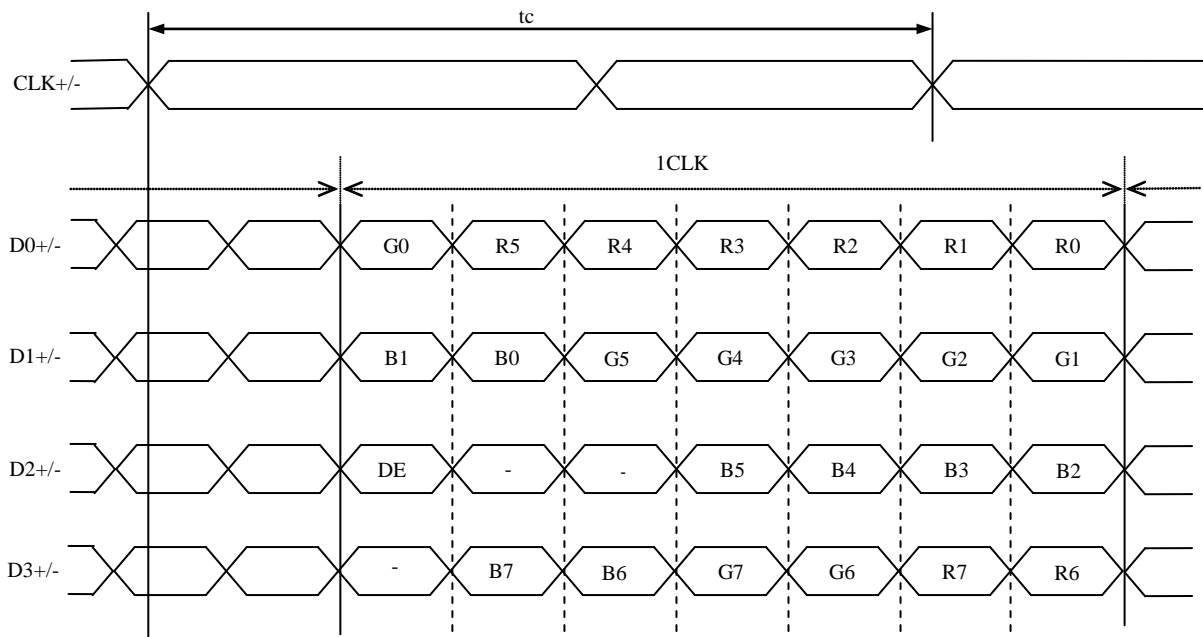 tc
CLK+/-
1CLK
D0+/- G0 R5 R4 R3 R2 R1 R0
D1+/- B1 B0 G5 G4 G3 G2 G1
D2+/- DE - - B5 B4 B3 B2
D3+/- - B7 B6 G7 G6 R7 R6